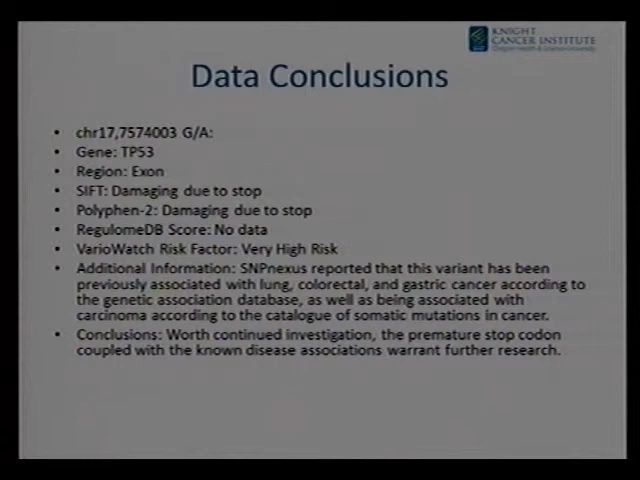 KNIGHT
CANCER INSTITUTE
Oregon Health & Science University
Data Conclusions
• chr17,7574003 G/A:
• Gene: TP53
• Region: Exon
• SIFT: Damaging due to stop
• Polyphen-2: Damaging due to stop
• RegulomeDB Score: No data
• VarioWatch Risk Factor: Very High Risk
• Additional Information: SNPnexus reported that this variant has been
previously associated with lung, colorectal, and gastric cancer according to
the genetic association database, as well as being associated with
carcinoma according to the catalogue of somatic mutations in cancer.
• Conclusions: Worth continued investigation, the premature stop codon
coupled with the known disease associations warrant further research.